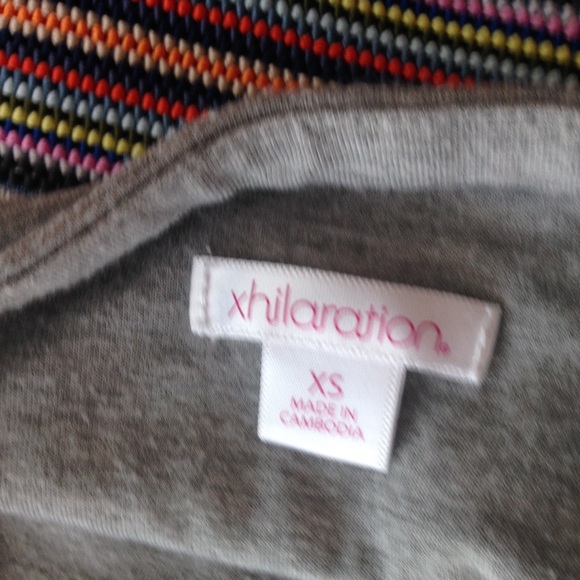 xhilaration.
XS
MADE IN
CAMBODIA